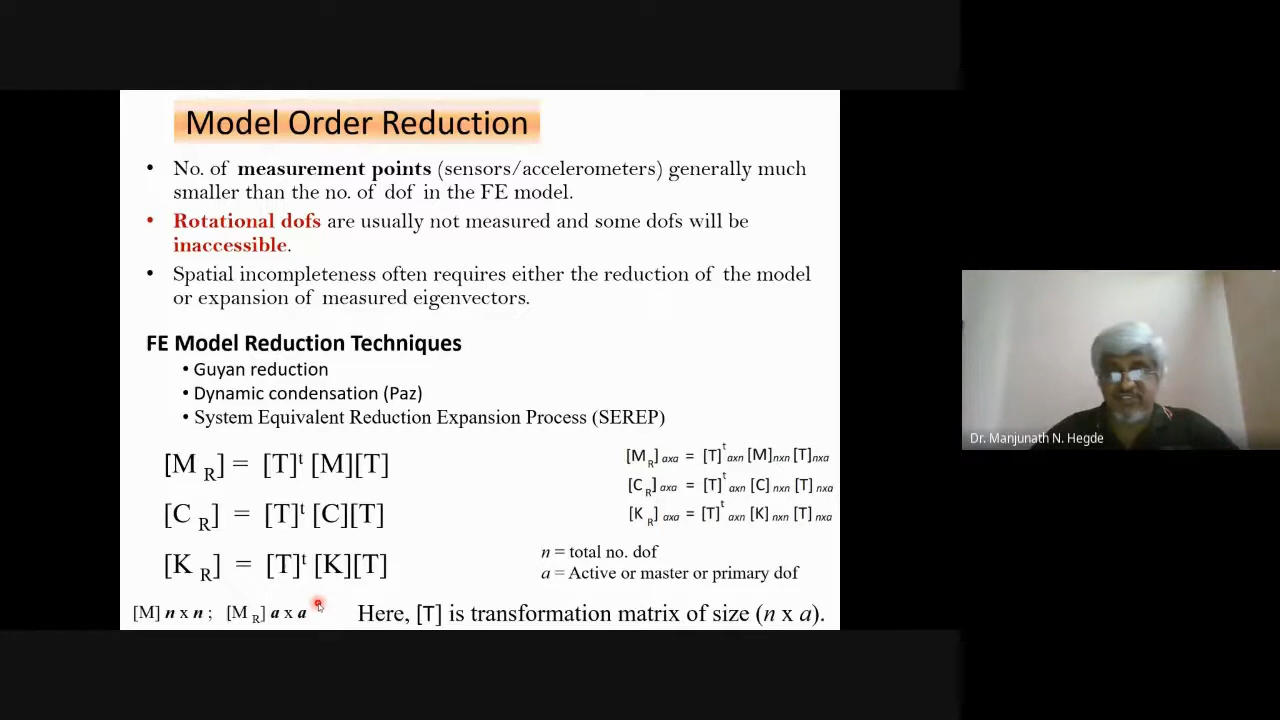 Model Order Reduction
• No. of measurement points (sensors/accelerometers) generally much
smaller than the no. of dof in the FE model.
• Rotational dofs are usually not measured and some dofs will be
inaccessible.
• Spatial incompleteness often requires either the reduction of the model
or expansion of measured eigenvectors.
FE Model Reduction Techniques
• Guyan reduction
• Dynamic condensation (Paz)
• System Equivalent Reduction Expansion Process (SEREP)
[M R] = [T]t [M][T]
[C R] = [T]t [C][T]
[K R] = [T]t [K][T]
[M] n x n ; [M R] a x a
[M R] axa = [T]t axn [M]nxn [T]nxa
[C R] axa = [T]t axn [C] nxn [T] nxa
[K R] axa = [T]t axn [K] nxn [T] nxa
n = total no. dof
a = Active or master or primary dof
Here, [T] is transformation matrix of size (n x a).
Dr. Manjunath N. Hegde